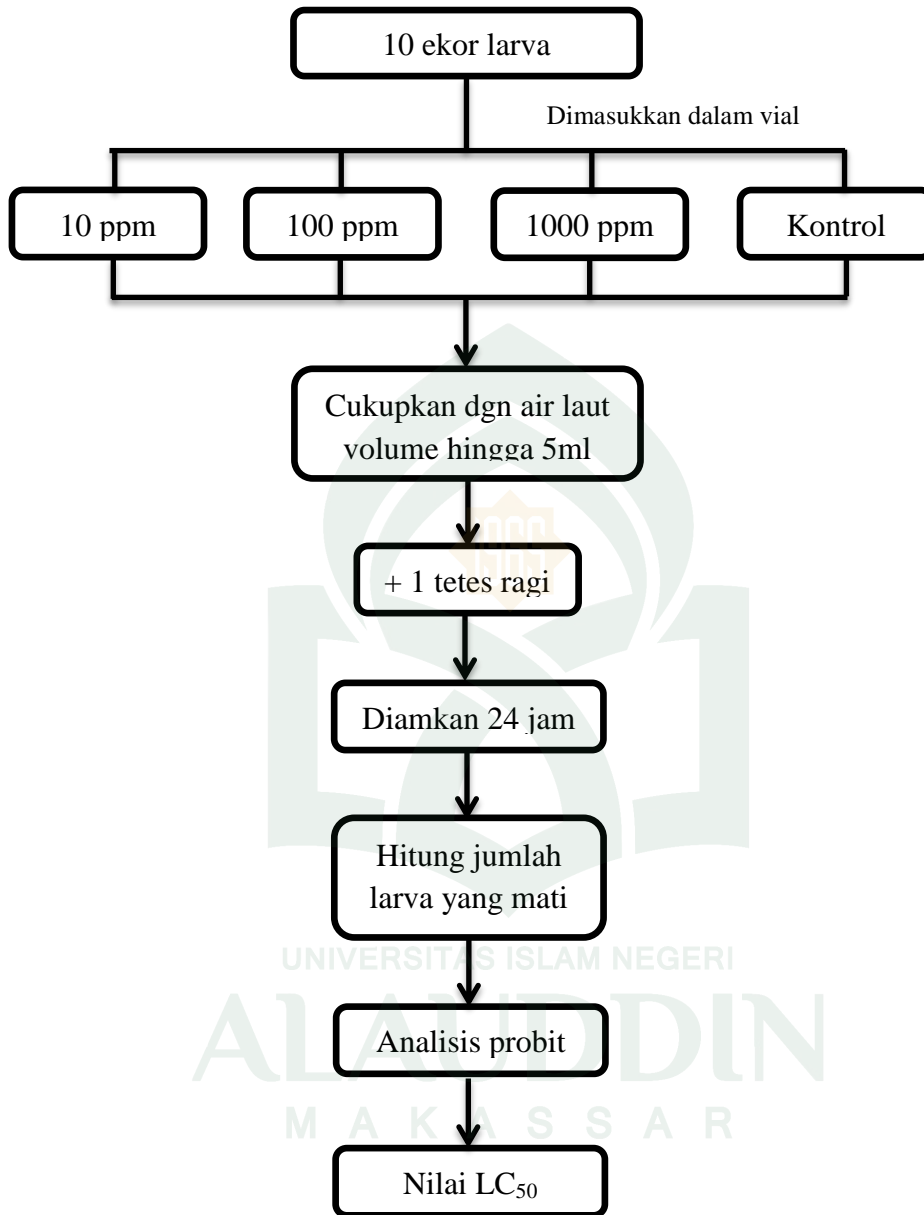 10 ekor larva
Dimasukkan dalam vial
10 ppm
100 ppm
1000 ppm
Kontrol
Cukupkan dgn air laut
volume hingga 5ml
+ 1 tetes ragi
Diamkan 24 jam
Hitung jumlah
larva yang mati
UNIVERSITAS ISLAM NEGERI
ALAUDDIN
MAKASSAR
Analisis probit
Nilai LC₅₀